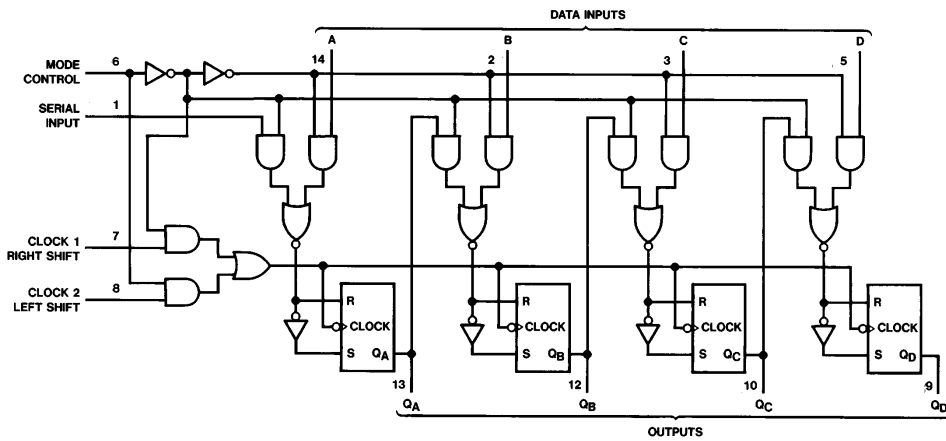 DATA INPUTS
A B C D
14 2 3 5
MODE
CONTROL
6
SERIAL
INPUT
1
CLOCK 1
RIGHT SHIFT
7
CLOCK 2
LEFT SHIFT
8
R
CLOCK
S QA
R
CLOCK
S QB
R
CLOCK
S QC
R
CLOCK
S QD
13 12 10 9
QA QB QC QD
OUTPUTS